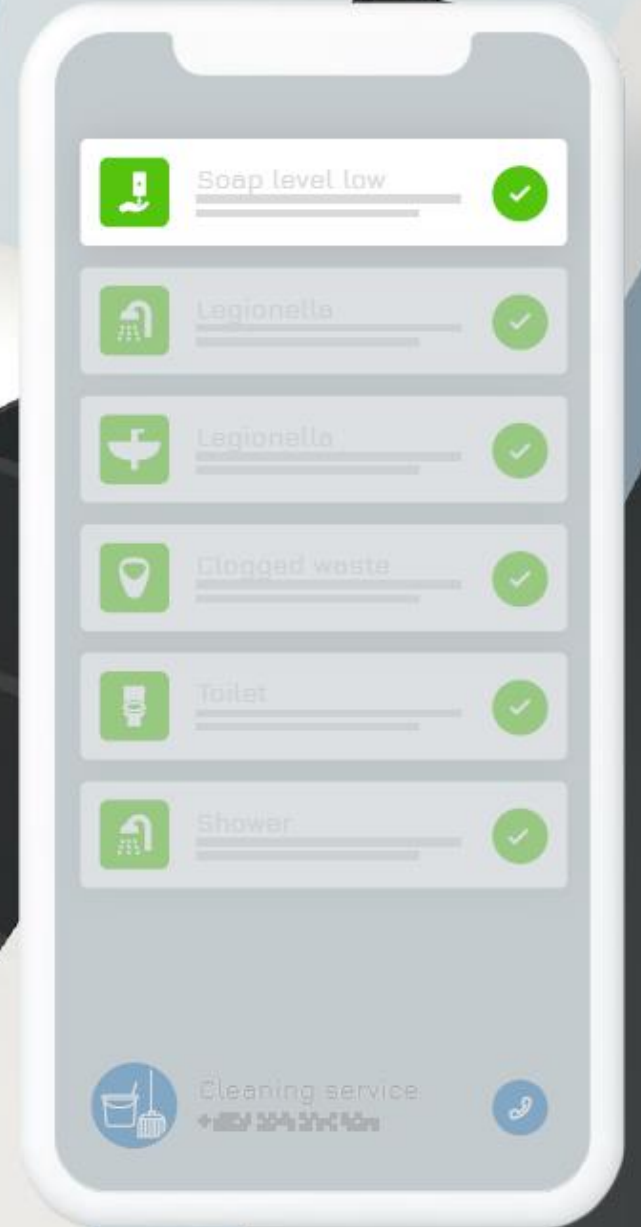 Soap level low
Legionella
Legionella
Clogged waste
Toilet
Shower
Cleaning service